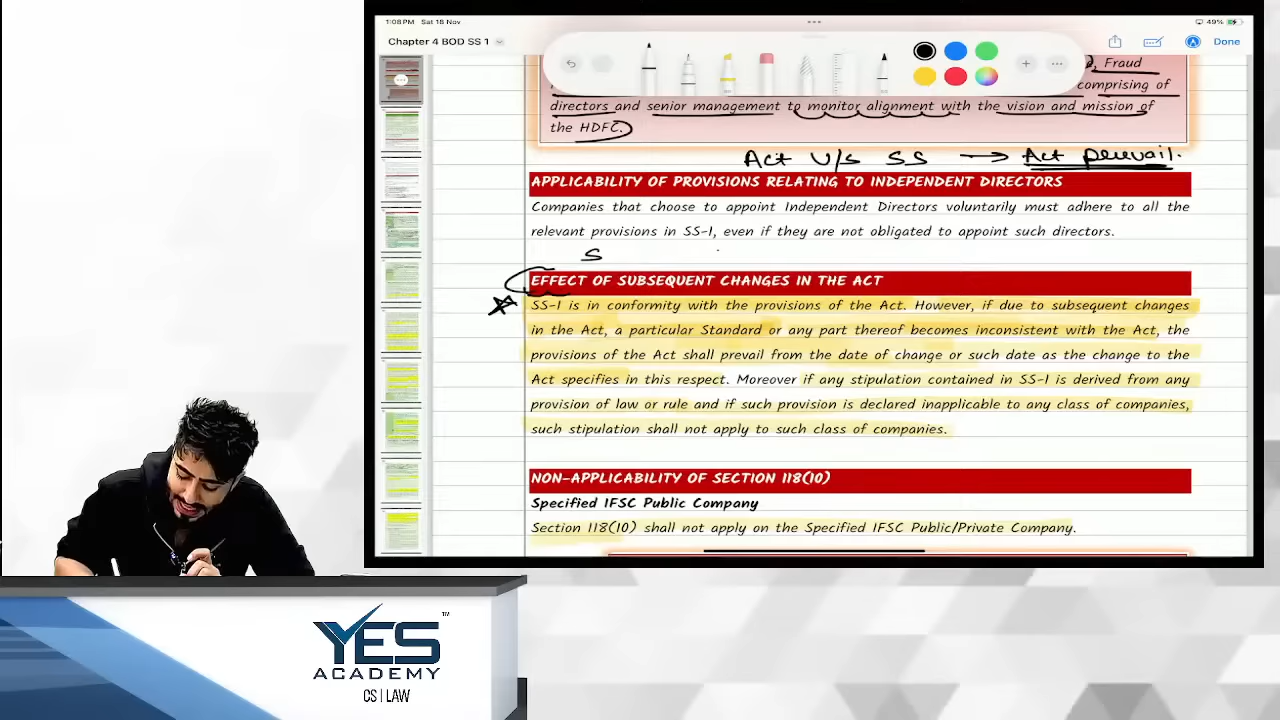 1:08 PM Sat 18 Nov
49%
Chapter 4 BOD SS 1
Done
Fraud
comprising of
directors and key management to work in alignment with the vision and mission of
the HDFC.
Act v/s SS → Act prevail
APPLICABILITY OF PROVISIONS RELATING TO INDEPENDENT DIRECTORS
Companies that choose to appoint Independent Directors voluntarily must follow all
relevant provisions of SS-1, even if they are not obligated to appoint such directors.
S
EFFECT OF SUBSEQUENT CHANGES IN THE ACT
SS-1 is in conformity with the provisions of the Act. However, if due to subsequent changes
in the Act, a particular Standard or any part thereof becomes inconsistent with the Act, the
provisions of the Act shall prevail from the date of change or such date as the change to the
Act specifies in this respect. Moreover if any stipulation contained in SS-1 is derived from any
provision of law and if and when provision is declared inapplicable to any class of companies,
such stipulation shall not apply to such class of companies.
NON-APPLICABILITY OF SECTION 118(10)
Specified IFSC Public Company
Section 118(10) shall not apply to the Specified IFSC Public/Private Company.
YES
ACADEMY
CS | LAW
TM